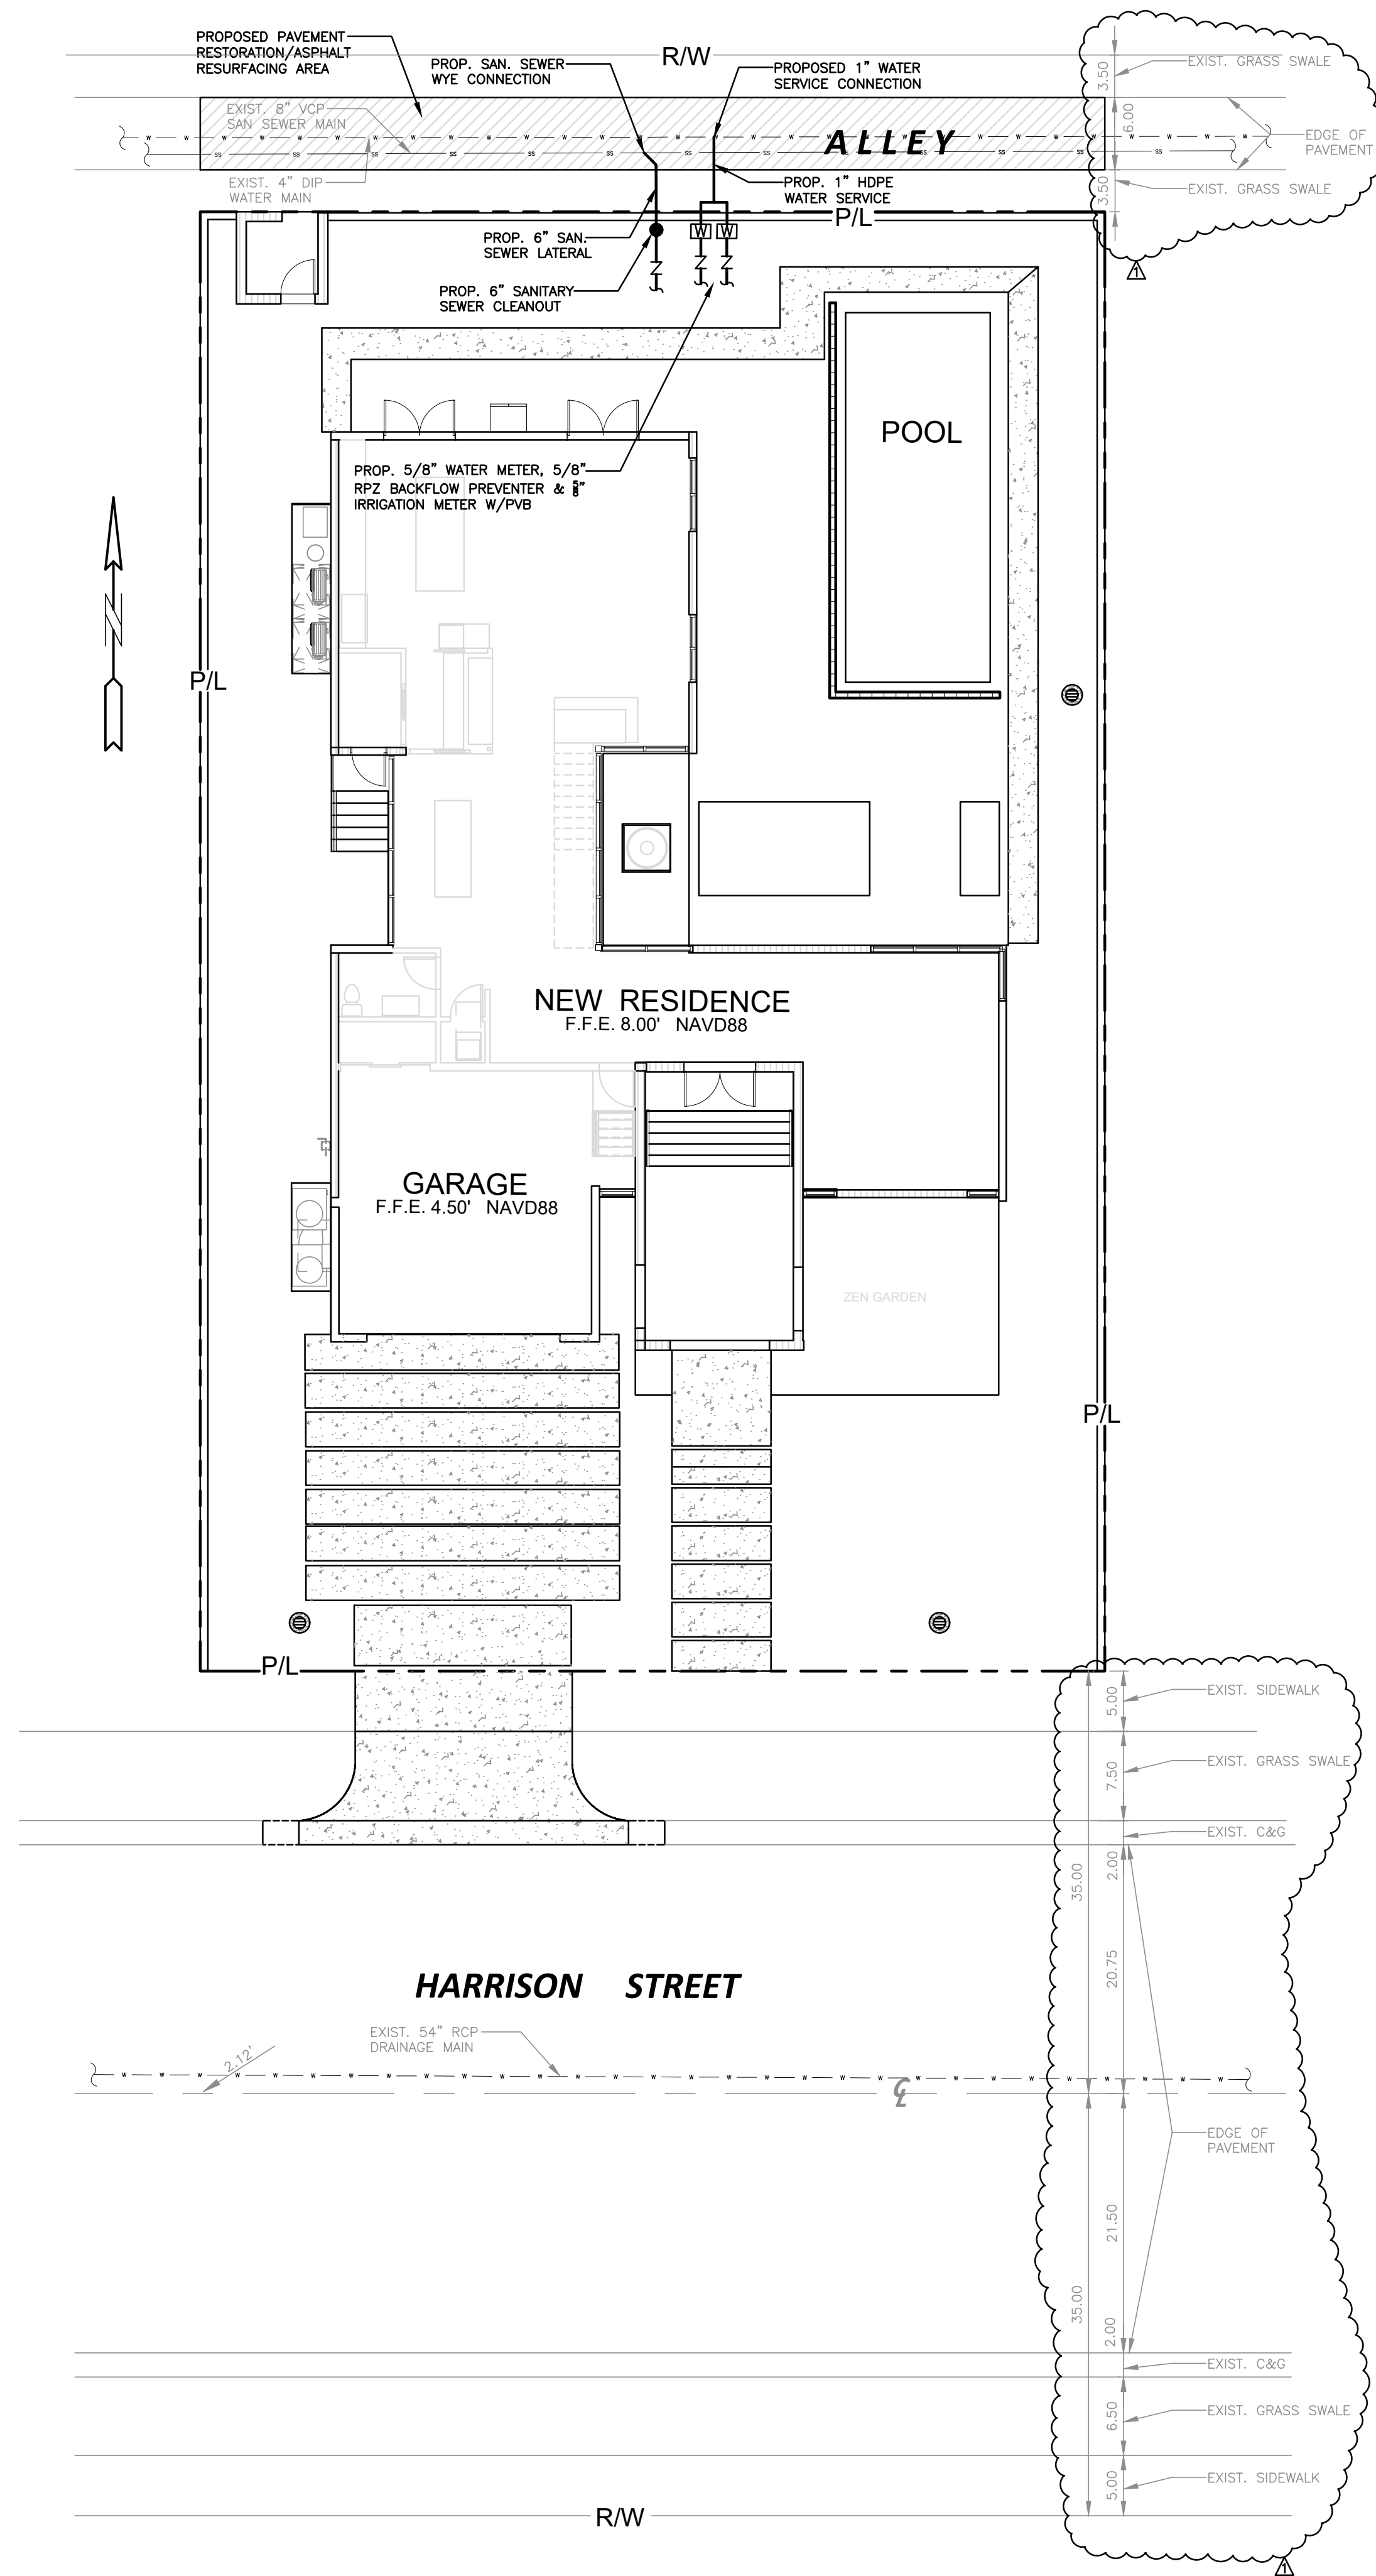 PROPOSED PAVEMENT
RESTORATION/ASPHALT
RESURFACING AREA
PROP. SAN. SEWER
WYE CONNECTION
R/W
PROPOSED 1" WATER
SERVICE CONNECTION
EXIST. GRASS SWALE
3.50
EXIST. 8" VCP
SAN SEWER MAIN
ALLEY
6.00
EDGE OF
PAVEMENT
EXIST. 4" DIP
WATER MAIN
PROP. 1" HDPE
WATER SERVICE
EXIST. GRASS SWALE
3.50
P/L
PROP. 6" SAN.
SEWER LATERAL
W W
1
PROP. 6" SANITARY
SEWER CLEANOUT
POOL
PROP. 5/8" WATER METER, 5/8"
RPZ BACKFLOW PREVENTER & 5/8"
IRRIGATION METER W/PVB
N
P/L
NEW RESIDENCE
F.F.E. 8.00' NAVD88
GARAGE
F.F.E. 4.50' NAVD88
ZEN GARDEN
P/L
P/L
5.00
EXIST. SIDEWALK
7.50
EXIST. GRASS SWALE
EXIST. C&G
2.00
35.00
20.75
HARRISON STREET
EXIST. 54" RCP
DRAINAGE MAIN
2.12'
CL
EDGE OF
PAVEMENT
21.50
35.00
2.00
EXIST. C&G
6.50
EXIST. GRASS SWALE
5.00
EXIST. SIDEWALK
R/W
1